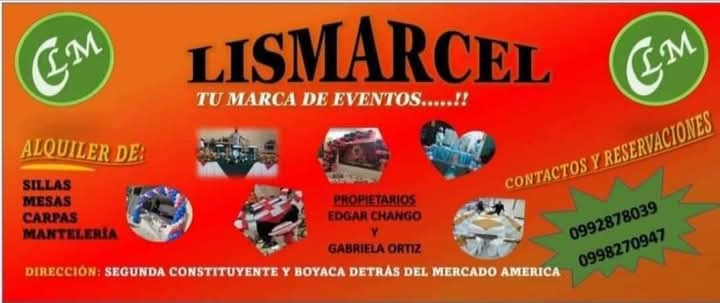 CLM
LISMARCEL
CLM
TU MARCA DE EVENTOS.....!!
ALQUILER DE:
SILLAS
MESAS
CARPAS
MANTELERÍA
PROPIETARIOS
EDGAR CHANGO
Y
GABRIELA ORTIZ
CONTACTOS Y RESERVACIONES
0992878039
0998270947
DIRECCIÓN: SEGUNDA CONSTITUYENTE Y BOYACA DETRÁS DEL MERCADO AMERICA